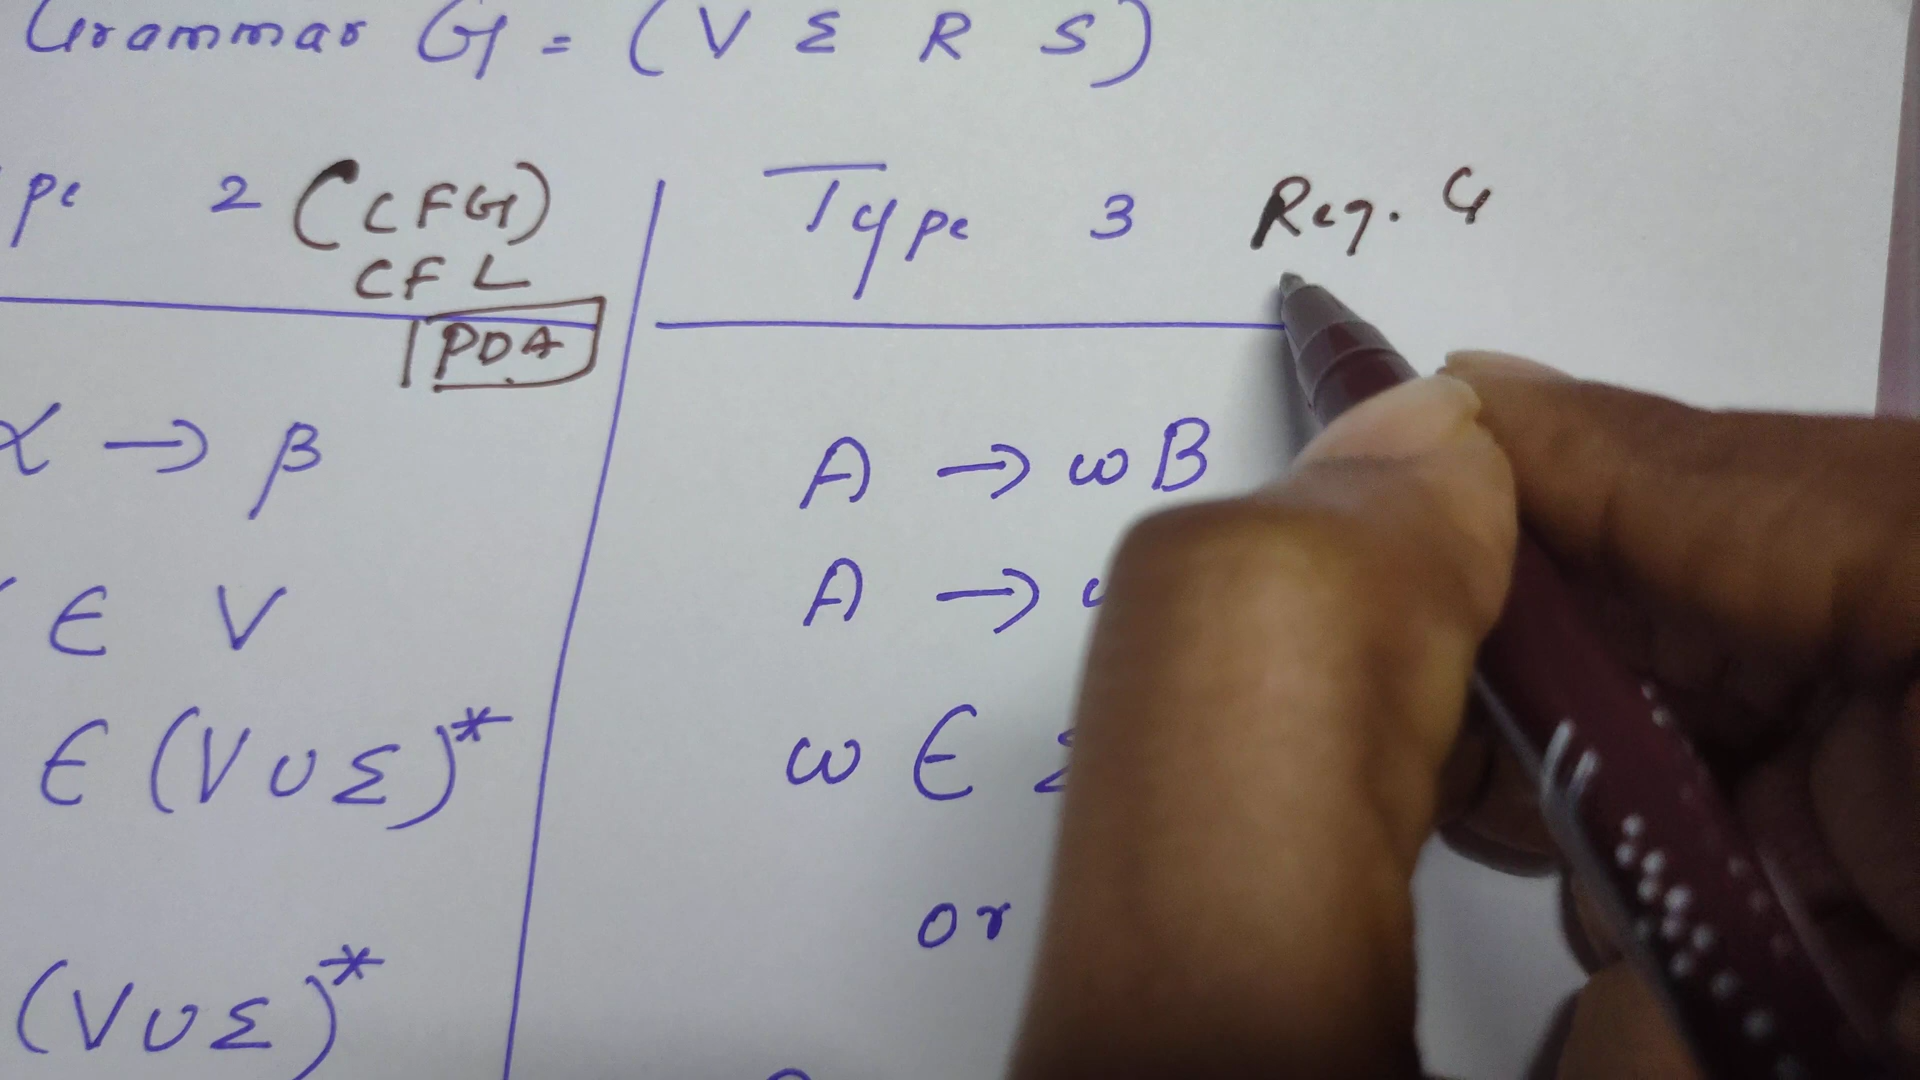 Grammar G = (V Σ R S)
pe 2 (CFG)
CFL
PDA
α → β
∈ V
∈ (V ∪ Σ)*
(V ∪ Σ)*
Type 3 Reg. G
A → ωB
A →
ω ∈ Σ
or